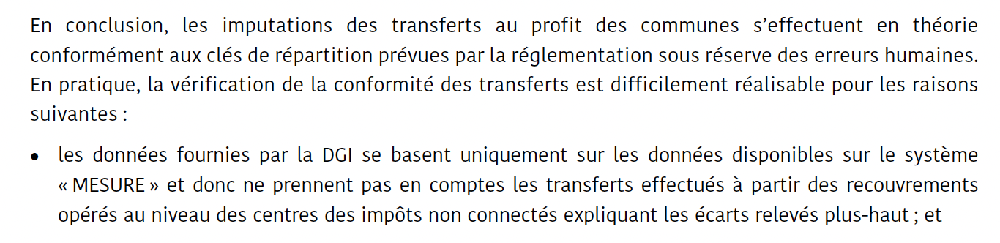 En conclusion, les imputations des transferts au profit des communes s’effectuent en théorie
conformément aux clés de répartition prévues par la réglementation sous réserve des erreurs humaines.
En pratique, la vérification de la conformité des transferts est difficilement réalisable pour les raisons
suivantes :
• les données fournies par la DGI se basent uniquement sur les données disponibles sur le système
« MESURE » et donc ne prennent pas en comptes les transferts effectués à partir des recouvrements
opérés au niveau des centres des impôts non connectés expliquant les écarts relevés plus-haut ; et